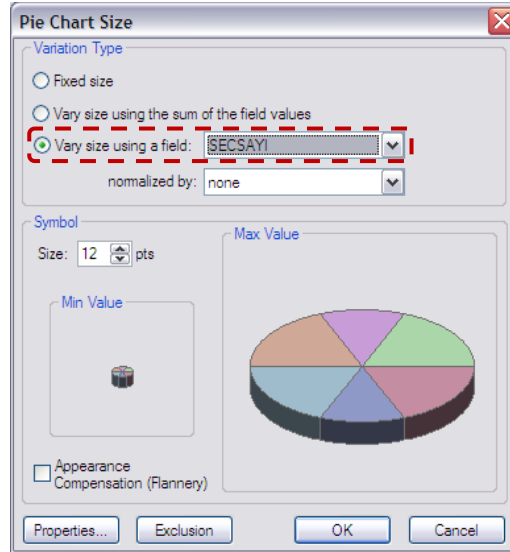 Pie Chart Size
Variation Type
Fixed size
Vary size using the sum of the field values
Vary size using a field: SECSAYI
normalized by: none
Symbol
Size: 12 pts
Max Value
Min Value
Appearance
Compensation (Flannery)
Properties... Exclusion OK Cancel